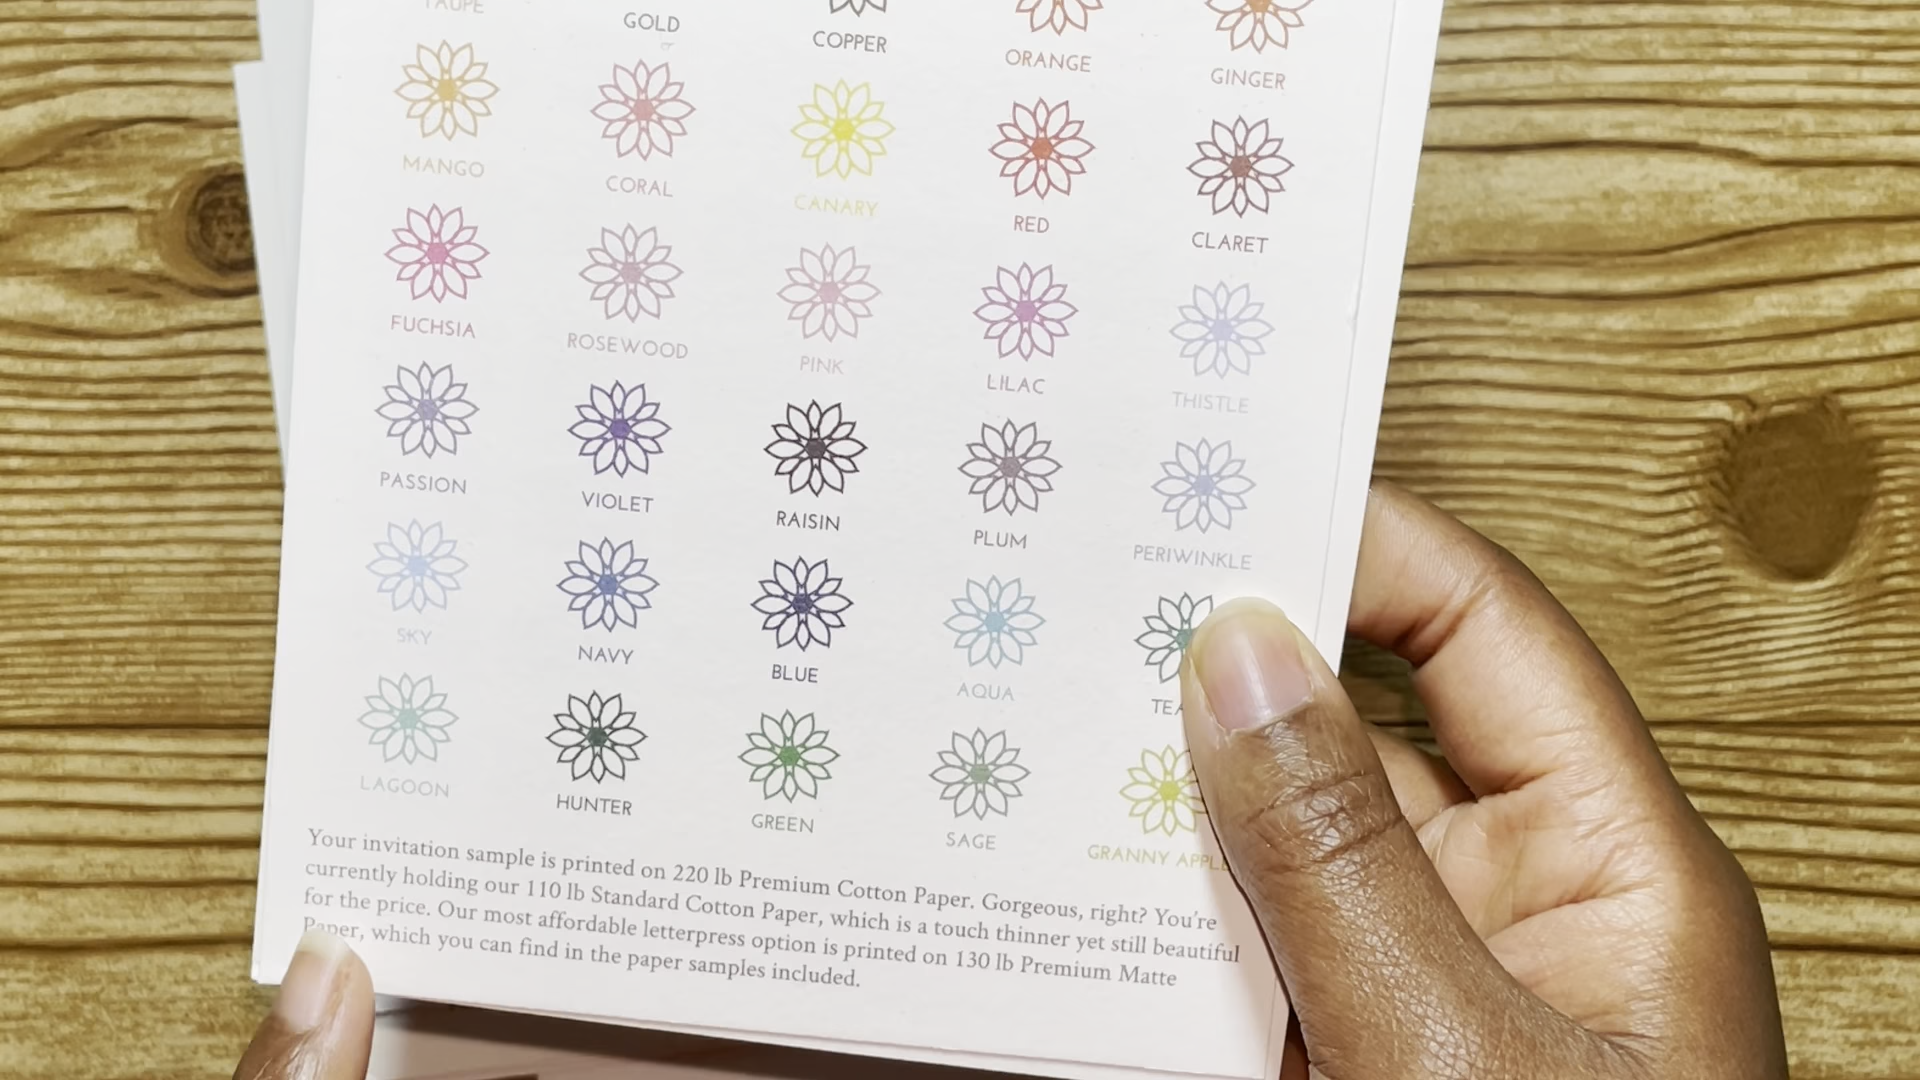 TAUPE
GOLD
COPPER
ORANGE
GINGER
MANGO
CORAL
CANARY
RED
CLARET
FUCHSIA
ROSEWOOD
PINK
LILAC
THISTLE
PASSION
VIOLET
RAISIN
PLUM
PERIWINKLE
SKY
NAVY
BLUE
AQUA
TEA
LAGOON
HUNTER
GREEN
SAGE
GRANNY APPLE
Your invitation sample is printed on 220 lb Premium Cotton Paper. Gorgeous, right? You're
currently holding our 110 lb Standard Cotton Paper, which is a touch thinner yet still beautiful
for the price. Our most affordable letterpress option is printed on 130 lb Premium Matte
Paper, which you can find in the paper samples included.